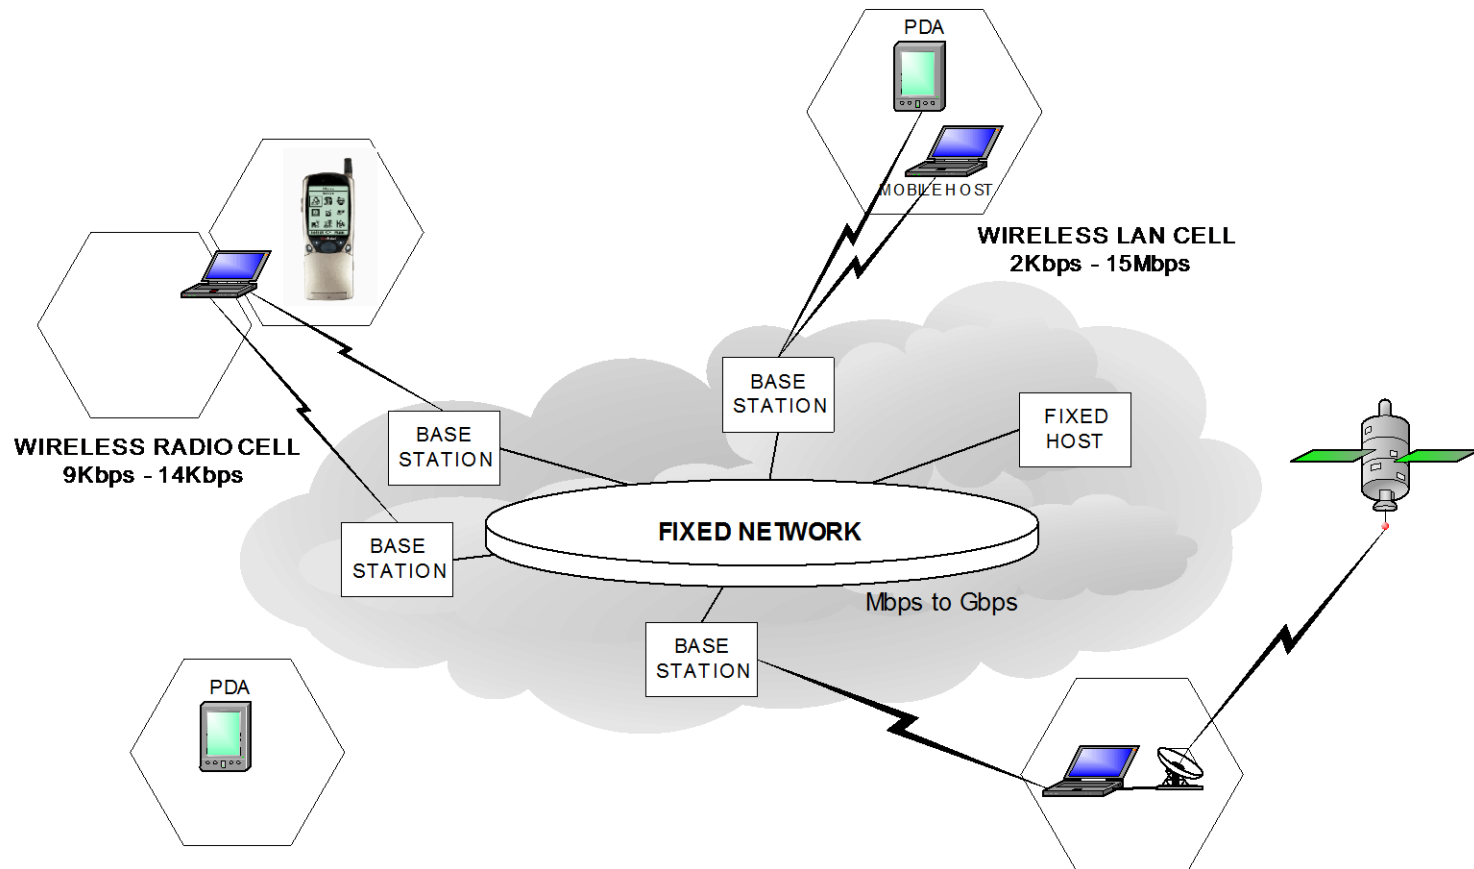 PDA
MOBILE HOST
WIRELESS LAN CELL
2Kbps - 15Mbps
BASE
STATION
FIXED
HOST
BASE
STATION
WIRELESS RADIO CELL
9Kbps - 14Kbps
FIXED NETWORK
BASE
STATION
Mbps to Gbps
BASE
STATION
PDA